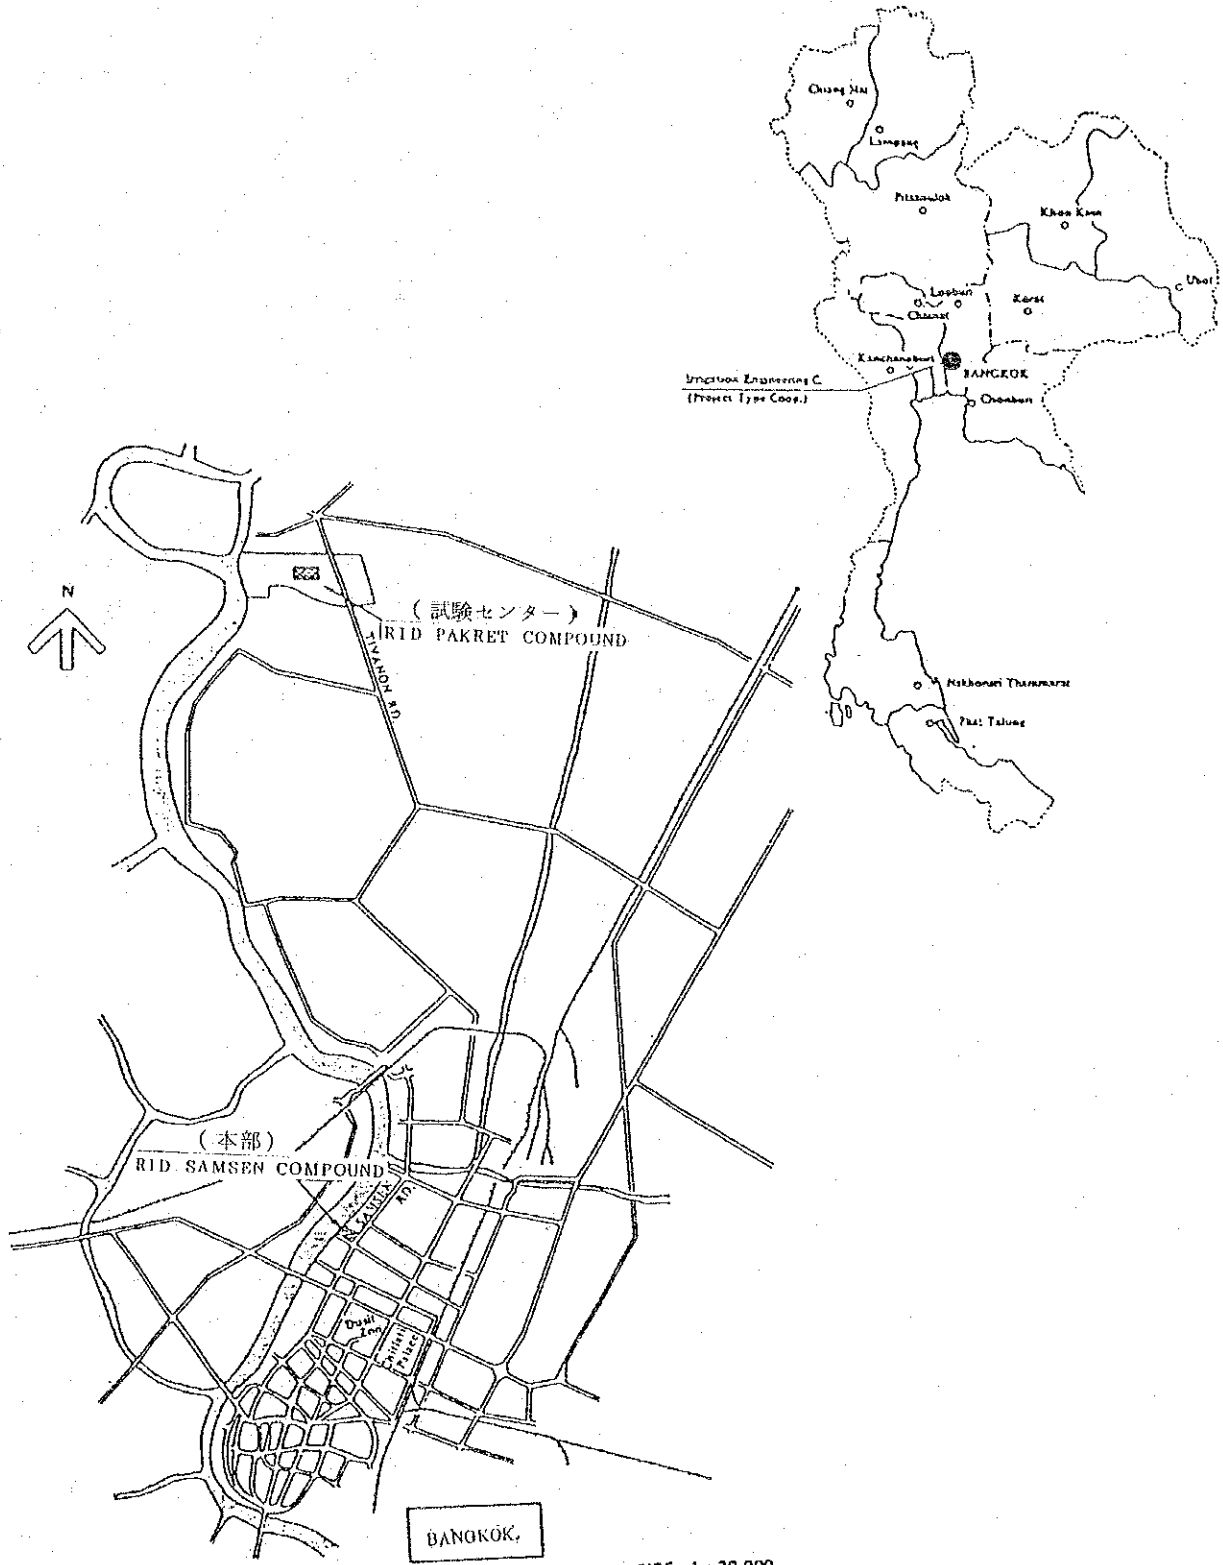 Chiang Mai
Lampang
Pitsanulok
Khon Kaen
Ubol
Lopburi
Chainat
Korat
Kanchanaburi
BANGKOK
Irrigation Engineering C.
(Project Type Coop.)
Chonburi
N
(試験センター)
RID PAKRET COMPOUND
TIVANON RD.
Nakhonsri Thammarat
Phat Talung
(本部)
RID SAMSEN COMPOUND
SAMSEN RD.
Dusit
Zoo
Chitlati
Palace
BANGKOK.